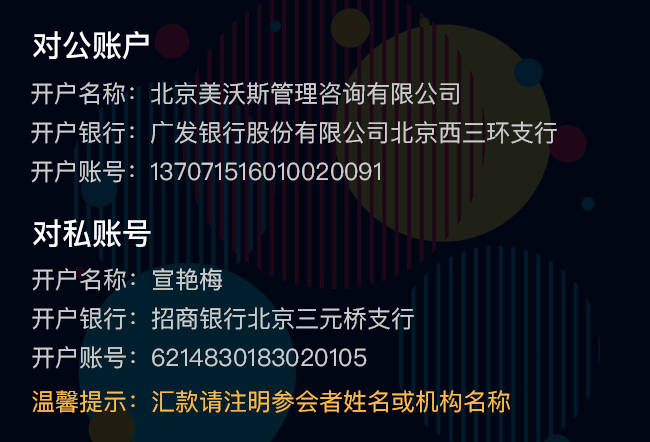 对公账户
开户名称：北京美沃斯管理咨询有限公司
开户银行：广发银行股份有限公司北京西三环支行
开户账号：137071516010020091
对私账号
开户名称：宣艳梅
开户银行：招商银行北京三元桥支行
开户账号：6214830183020105
温馨提示：汇款请注明参会者姓名或机构名称